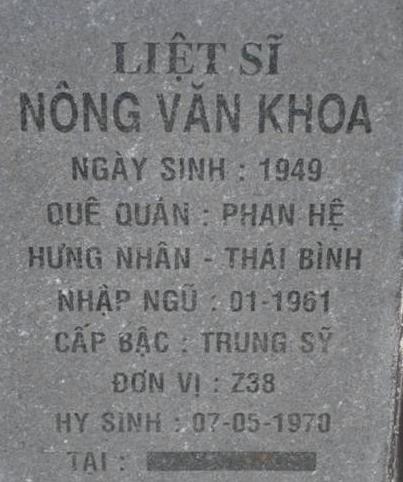 LIỆT SĨ
NÔNG VĂN KHOA
NGÀY SINH : 1949
QUÊ QUÁN : PHAN HỆ
HƯNG NHÂN - THÁI BÌNH
NHẬP NGŨ : 01-1961
CẤP BẬC : TRUNG SỸ
ĐƠN VỊ : Z38
HY SINH : 07-05-1970
TẠI :